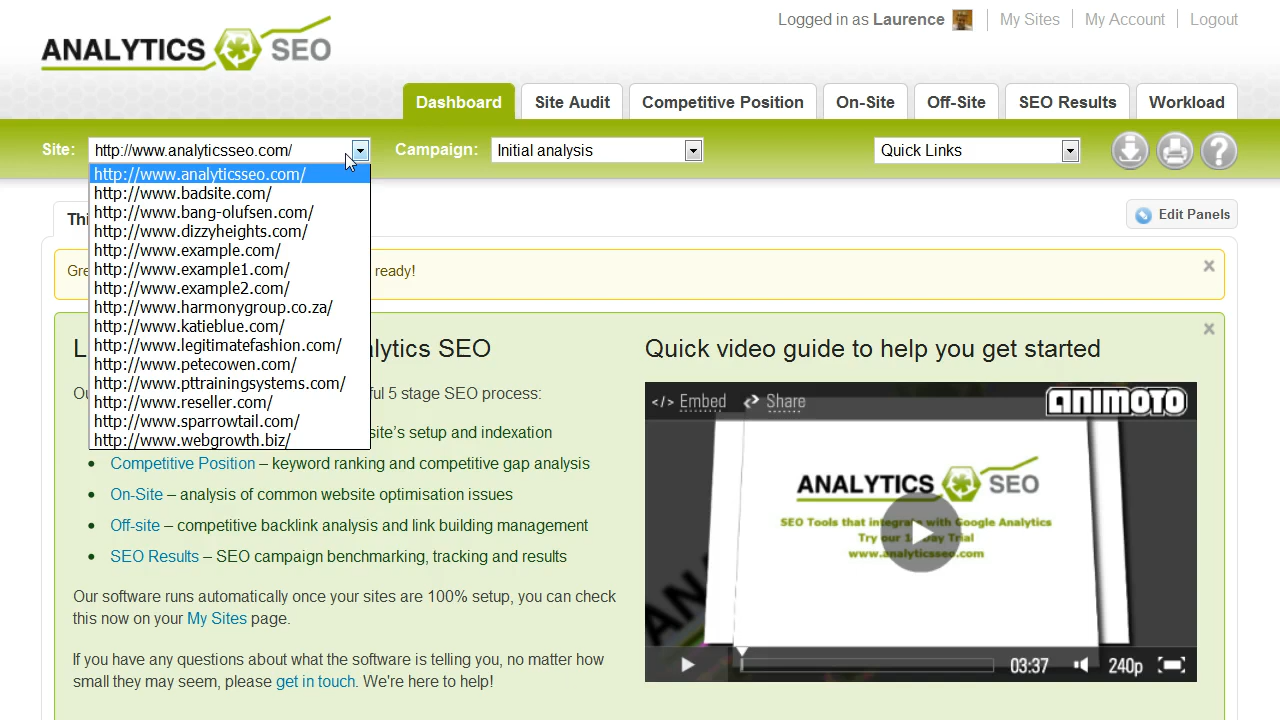 Logged in as Laurence My Sites My Account Logout
ANALYTICS SEO
Dashboard Site Audit Competitive Position On-Site Off-Site SEO Results Workload
Site: http://www.analyticsseo.com/ Campaign: Initial analysis Quick Links
http://www.analyticsseo.com/
http://www.badsite.com/
http://www.bang-olufsen.com/
http://www.dizzyheights.com/
http://www.example.com/
http://www.example1.com/
http://www.example2.com/
http://www.harmonygroup.co.za/
http://www.katieblue.com/
http://www.legitimatefashion.com/
http://www.petecowen.com/
http://www.pttrainingsystems.com/
http://www.reseller.com/
http://www.sparrowtail.com/
http://www.webgrowth.biz/
Edit Panels
ready!
SEO
ful 5 stage SEO process:
site's setup and indexation
Competitive Position – keyword ranking and competitive gap analysis
On-Site – analysis of common website optimisation issues
Off-site – competitive backlink analysis and link building management
SEO Results – SEO campaign benchmarking, tracking and results
Our software runs automatically once your sites are 100% setup, you can check
this now on your My Sites page.
If you have any questions about what the software is telling you, no matter how
small they may seem, please get in touch. We're here to help!
Quick video guide to help you get started
</> Embed Share ANIMOTO
ANALYTICS SEO
SEO Tools that integrate with Google Analytics
Try our Day Trial
www.analyticsseo.com
03:37 240p